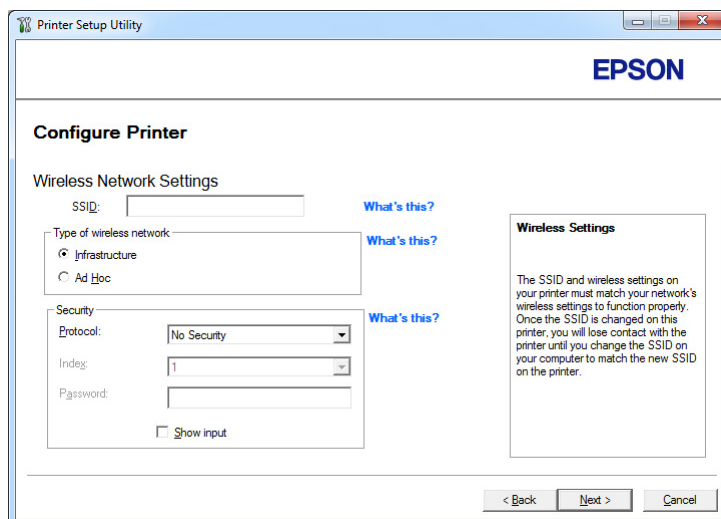 Printer Setup Utility
EPSON
Configure Printer
Wireless Network Settings
SSID:
What's this?
Type of wireless network
What's this?
Infrastructure
Ad Hoc
Security
What's this?
Protocol:
No Security
Index:
1
Password:
Show input
Wireless Settings
The SSID and wireless settings on
your printer must match your network's
wireless settings to function properly.
Once the SSID is changed on this
printer, you will lose contact with the
printer until you change the SSID on
your computer to match the new SSID
on the printer.
< Back
Next >
Cancel